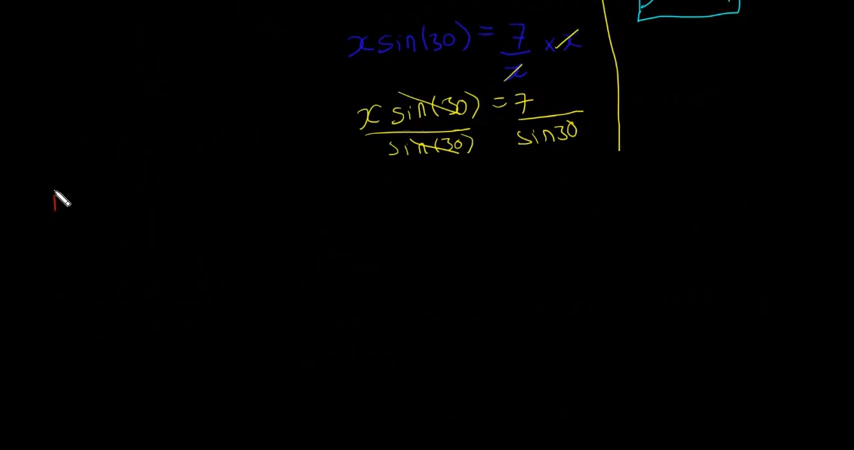 x sin(30) = 7/x × x
x sin(30)/sin(30) = 7/sin30